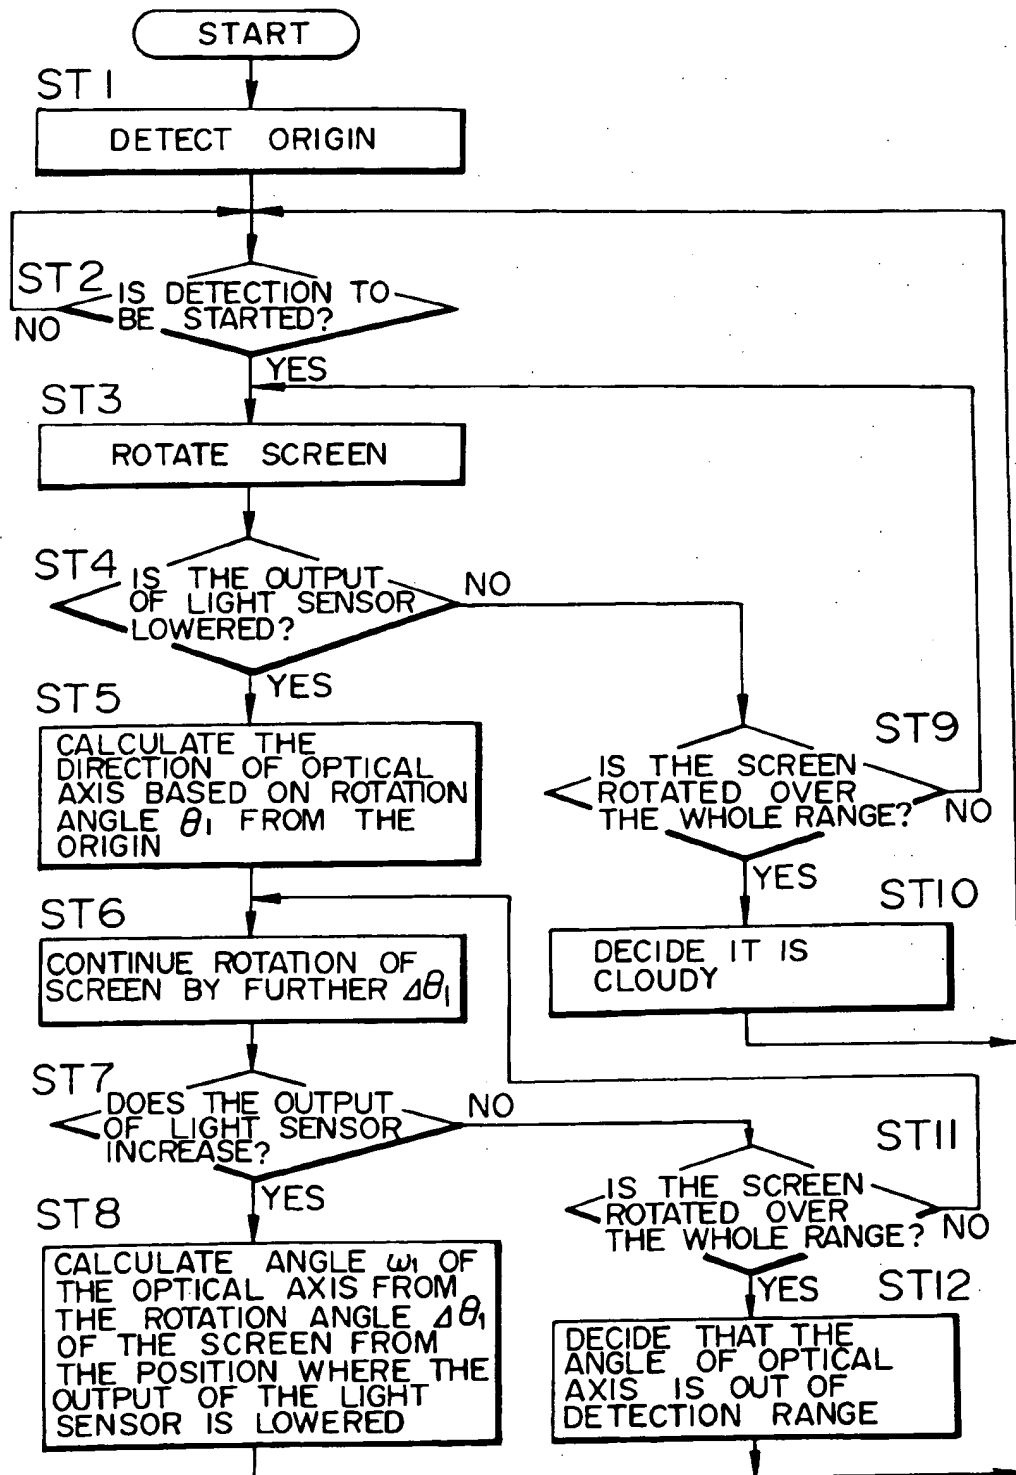 START
ST1
DETECT ORIGIN
ST2
IS DETECTION TO
BE STARTED?
NO
YES
ST3
ROTATE SCREEN
ST4
IS THE OUTPUT
OF LIGHT SENSOR
LOWERED?
NO
YES
ST5
CALCULATE THE
DIRECTION OF OPTICAL
AXIS BASED ON ROTATION
ANGLE θ1 FROM THE
ORIGIN
ST9
IS THE SCREEN
ROTATED OVER
THE WHOLE RANGE?
NO
YES
ST10
DECIDE IT IS
CLOUDY
ST6
CONTINUE ROTATION OF
SCREEN BY FURTHER Δθ1
ST7
DOES THE OUTPUT
OF LIGHT SENSOR
INCREASE?
NO
YES
ST11
IS THE SCREEN
ROTATED OVER
THE WHOLE RANGE?
NO
YES
ST8
CALCULATE ANGLE ω1 OF
THE OPTICAL AXIS FROM
THE ROTATION ANGLE Δθ1
OF THE SCREEN FROM
THE POSITION WHERE THE
OUTPUT OF THE LIGHT
SENSOR IS LOWERED
ST12
DECIDE THAT THE
ANGLE OF OPTICAL
AXIS IS OUT OF
DETECTION RANGE